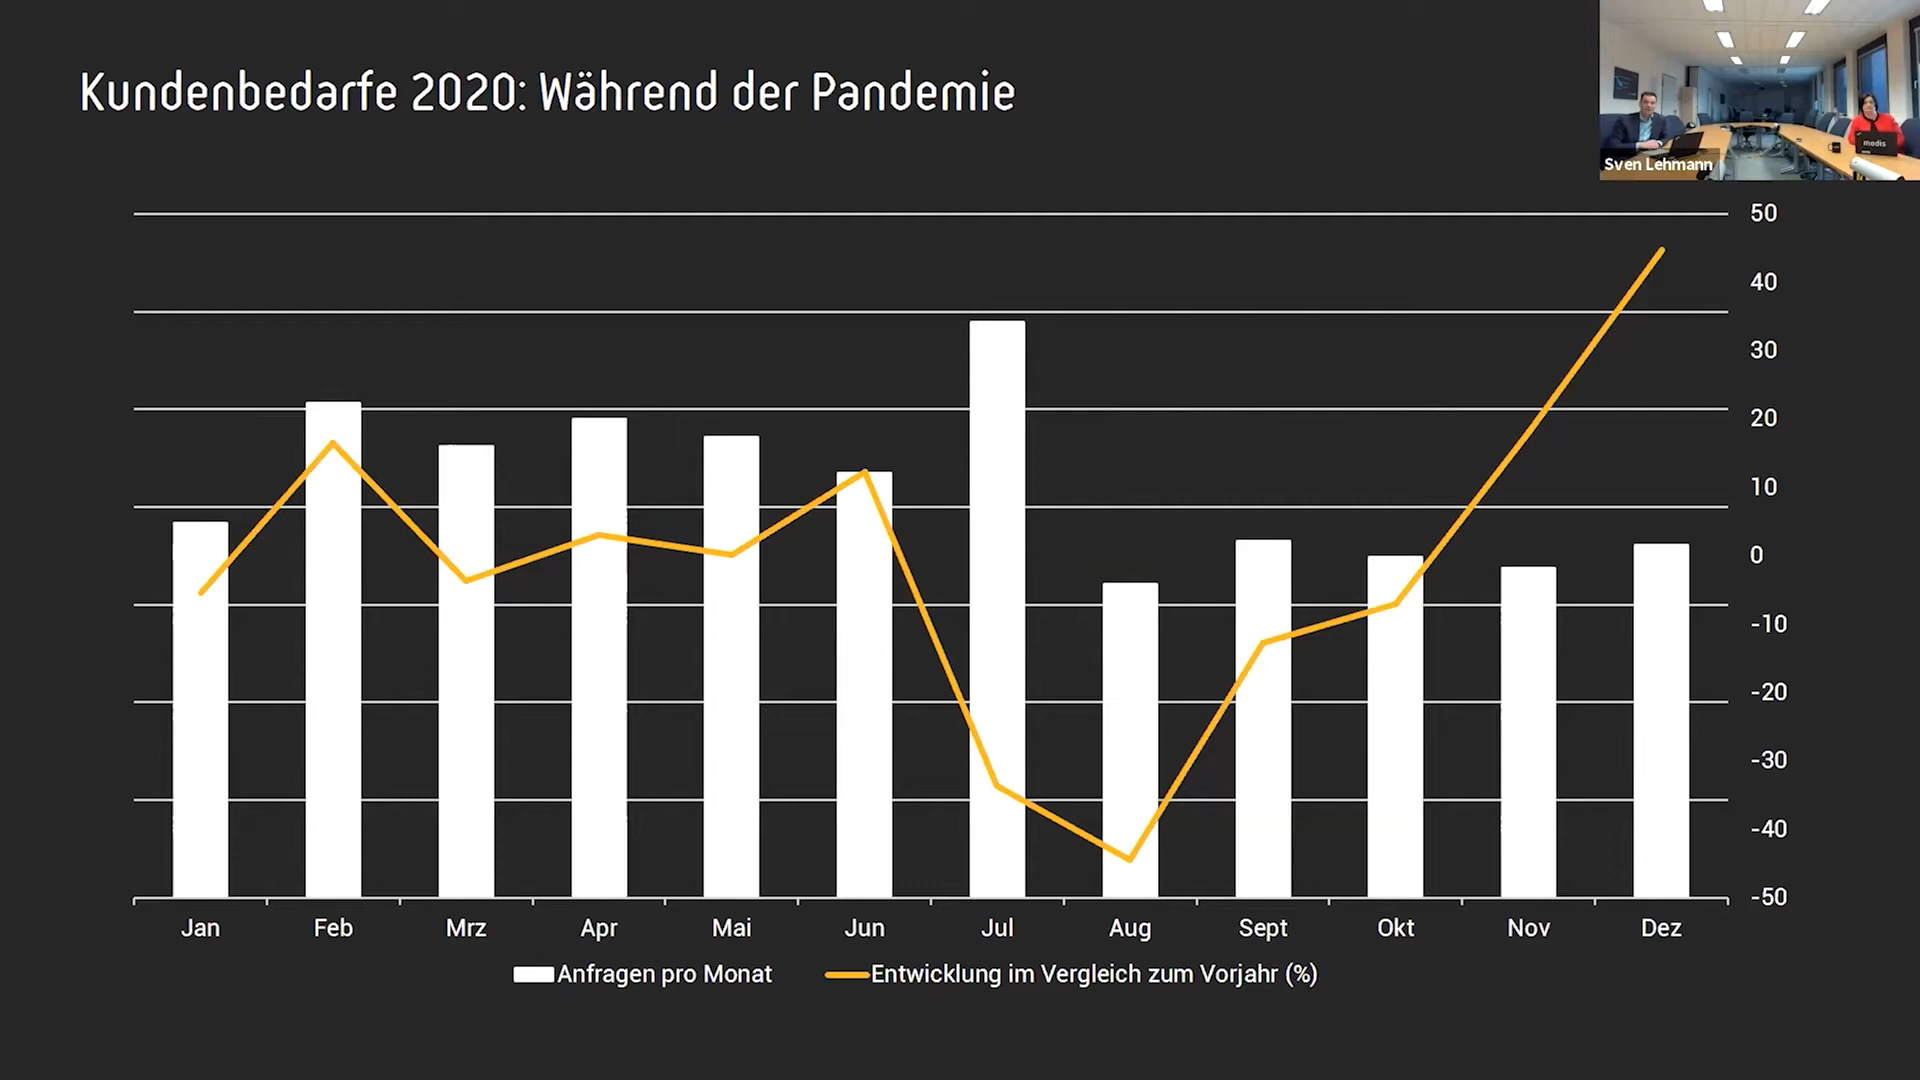 Kundenbedarfe 2020: Während der Pandemie
modis
Sven Lehmann
50
40
30
20
10
0
-10
-20
-30
-40
-50
Jan Feb Mrz Apr Mai Jun Jul Aug Sept Okt Nov Dez
Anfragen pro Monat Entwicklung im Vergleich zum Vorjahr (%)